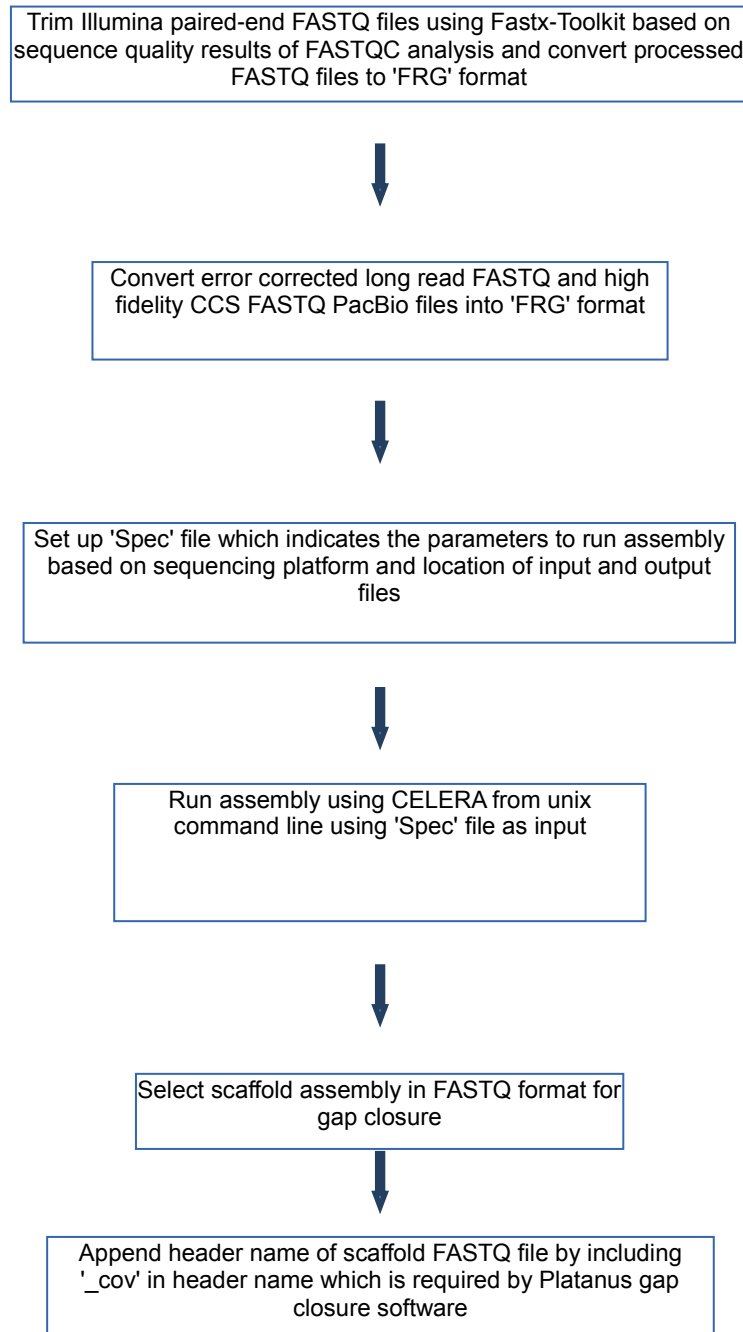 Trim Illumina paired-end FASTQ files using Fastx-Toolkit based on
sequence quality results of FASTQC analysis and convert processed
FASTQ files to 'FRG' format
Convert error corrected long read FASTQ and high
fidelity CCS FASTQ PacBio files into 'FRG' format
Set up 'Spec' file which indicates the parameters to run assembly
based on sequencing platform and location of input and output
files
Run assembly using CELERA from unix
command line using 'Spec' file as input
Select scaffold assembly in FASTQ format for
gap closure
Append header name of scaffold FASTQ file by including
'_cov' in header name which is required by Platanus gap
closure software